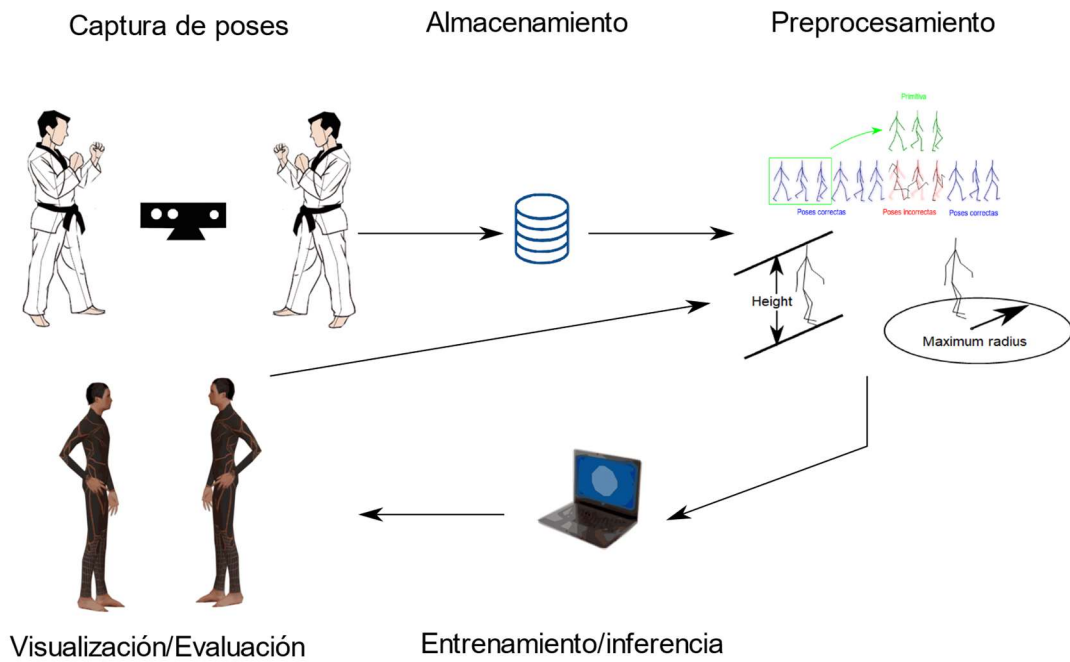 Captura de poses
Almacenamiento
Preprocesamiento
Primitiva
Poses correctas
Poses incorrectas
Poses correctas
Height
Maximum radius
Visualización/Evaluación
Entrenamiento/inferencia